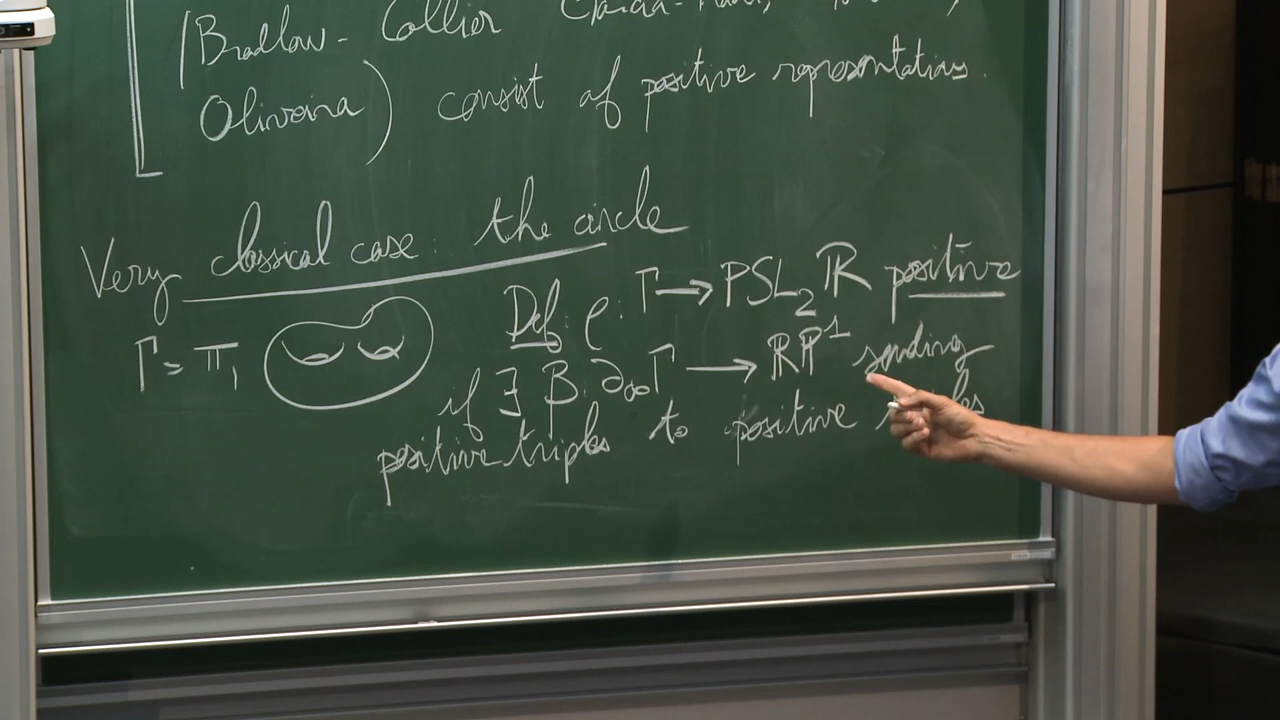 (Bradlow - Collier
Oliveira) consist of positive representations.
Very classical case: the circle
Def ρ: Γ → PSL₂ℝ positive
Γ = π₁
if ∃ β: ∂∞Γ → ℝP¹ sending
positive triples to positive